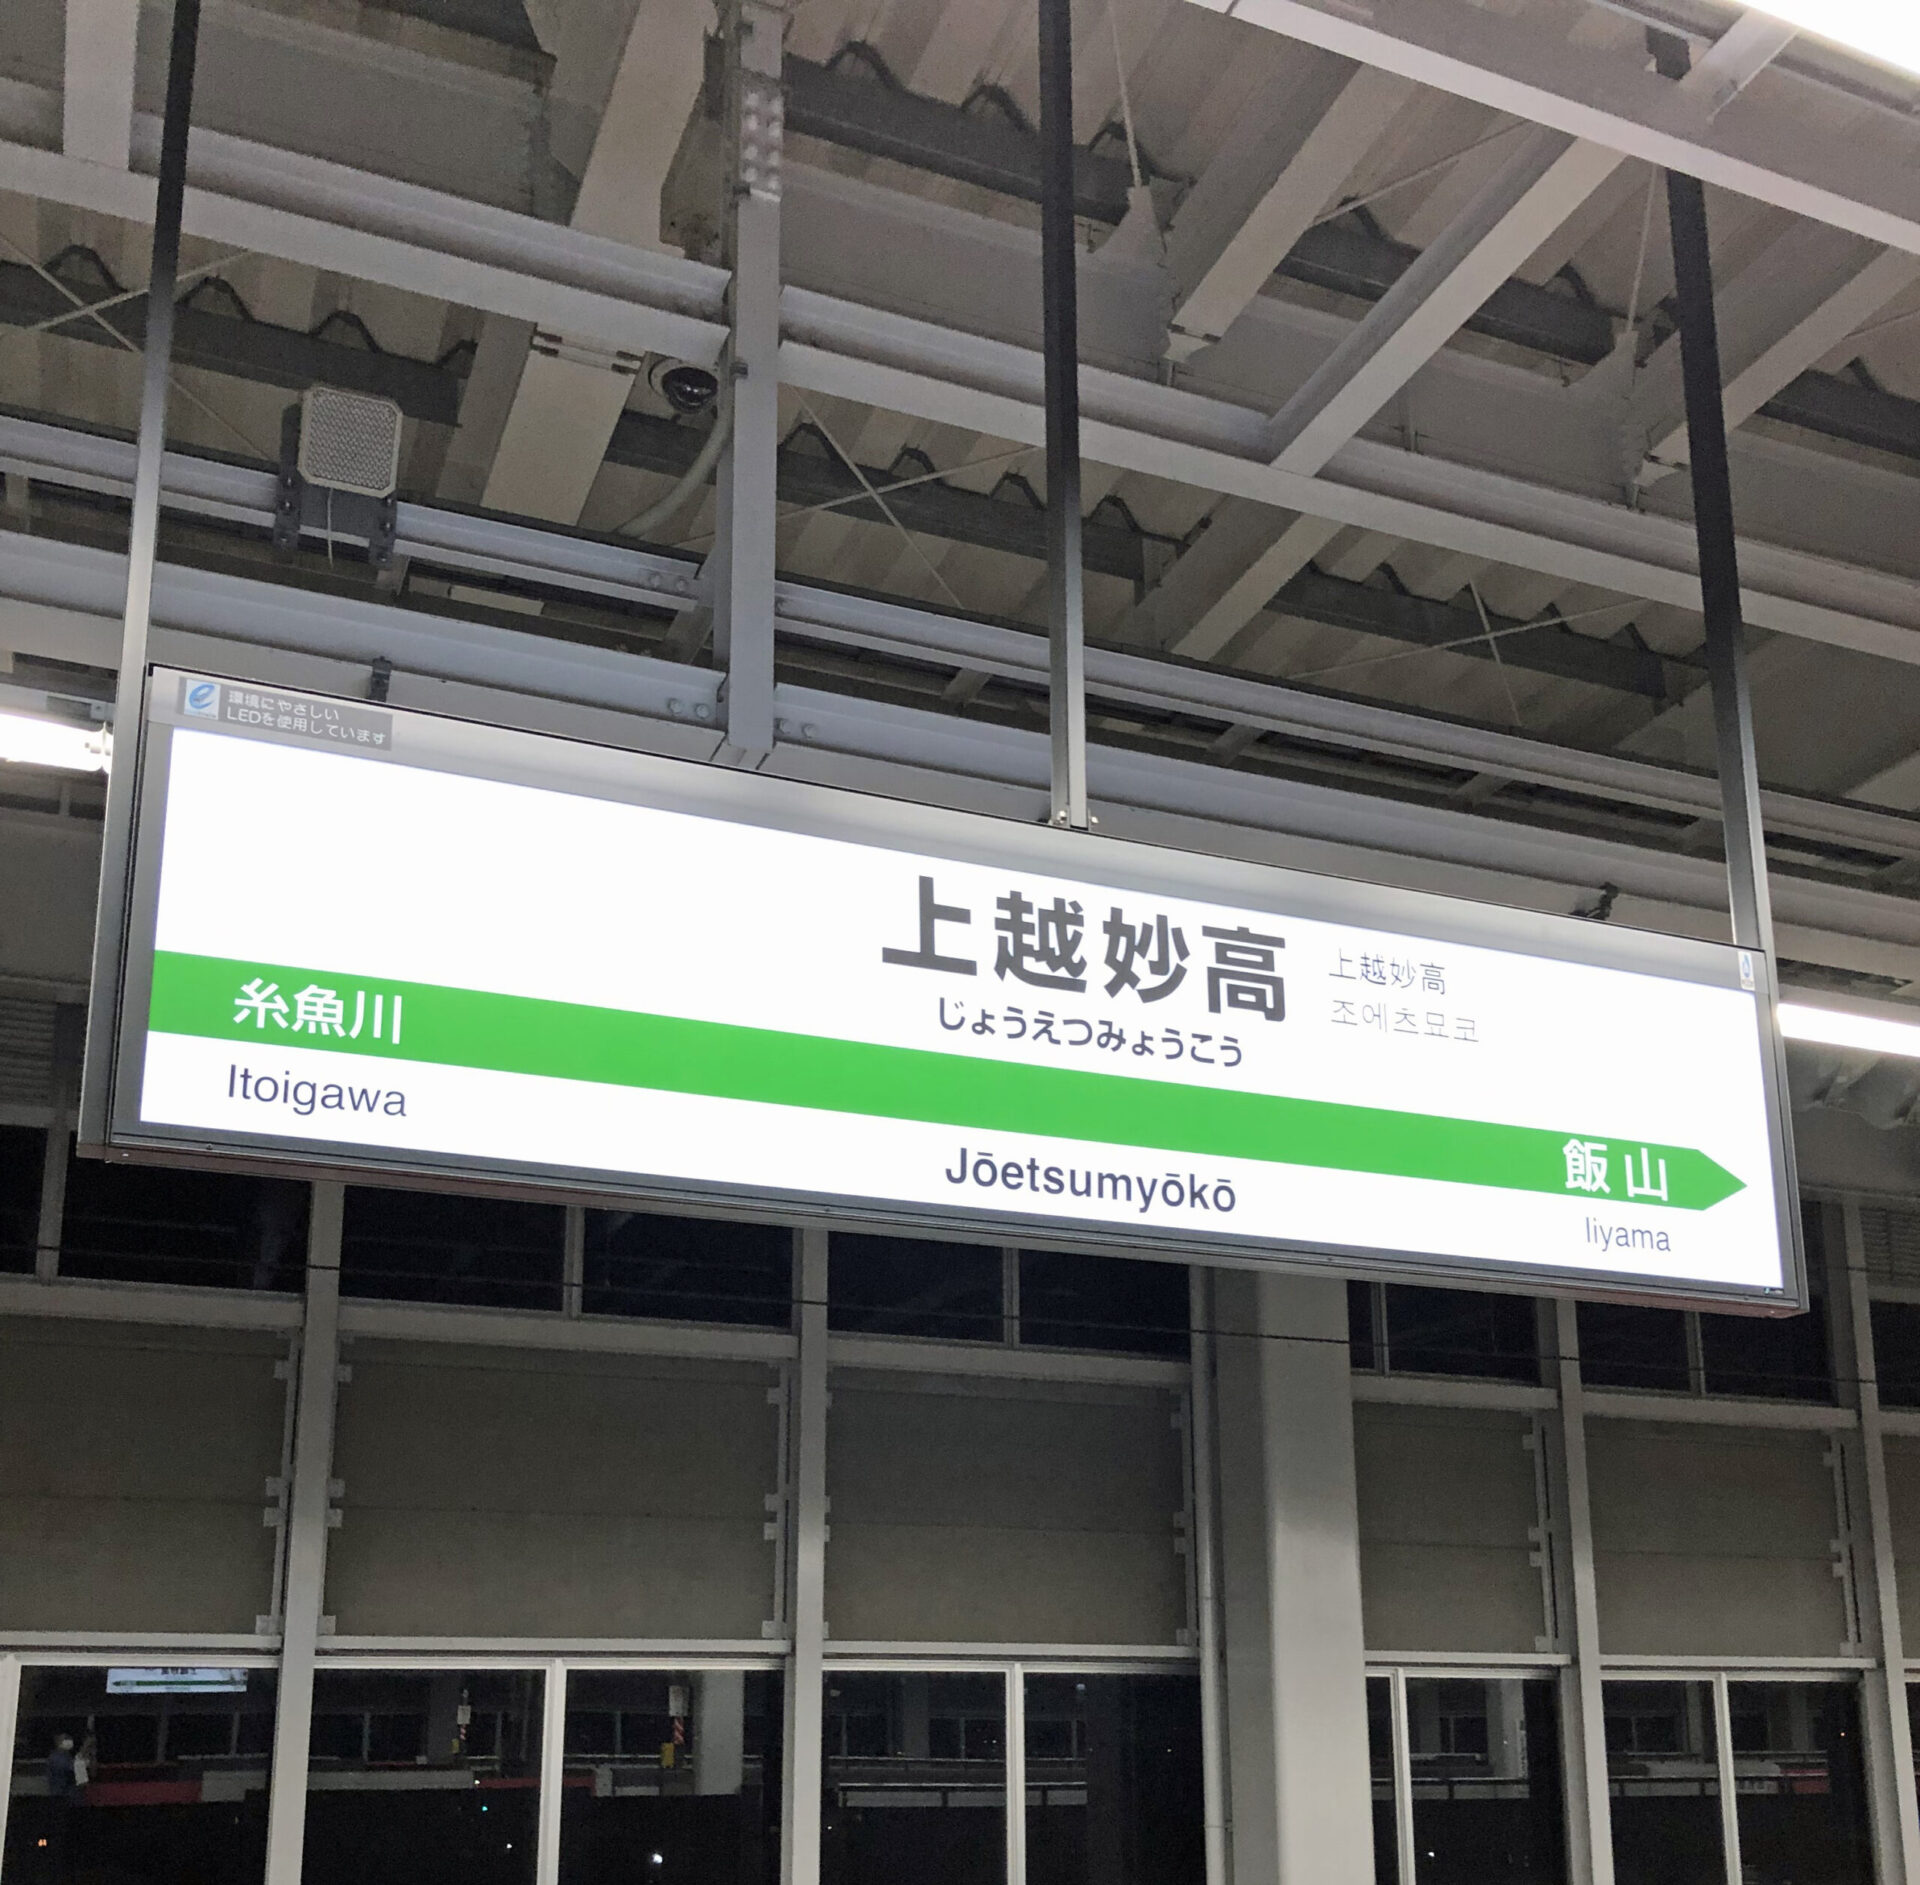 環境にやさしい
LEDを使用しています
上越妙高
上越妙高
조에츠묘코
じょうえつみょうこう
糸魚川
飯山
Itoigawa
Jōetsumyōkō
Iiyama